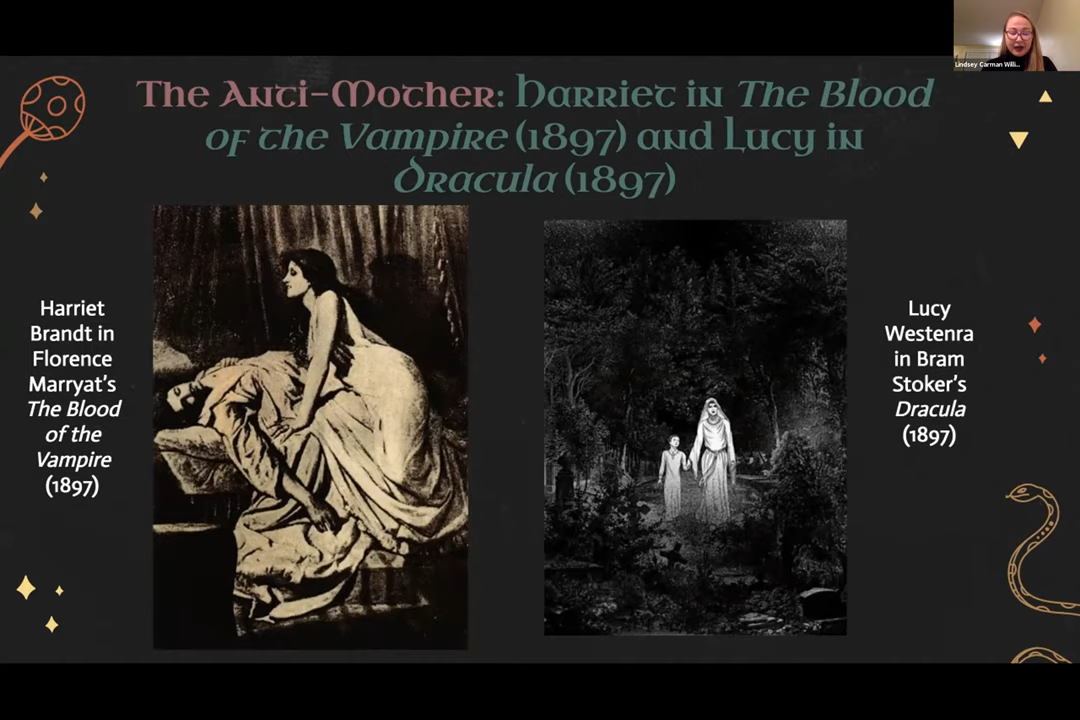 Lindsey Carman Willi...
The Anti-Mother: Harriet in The Blood
of the Vampire (1897) and Lucy in
Dracula (1897)
Harriet
Brandt in
Florence
Marryat's
The Blood
of the
Vampire
(1897)
Lucy
Westenra
in Bram
Stoker's
Dracula
(1897)